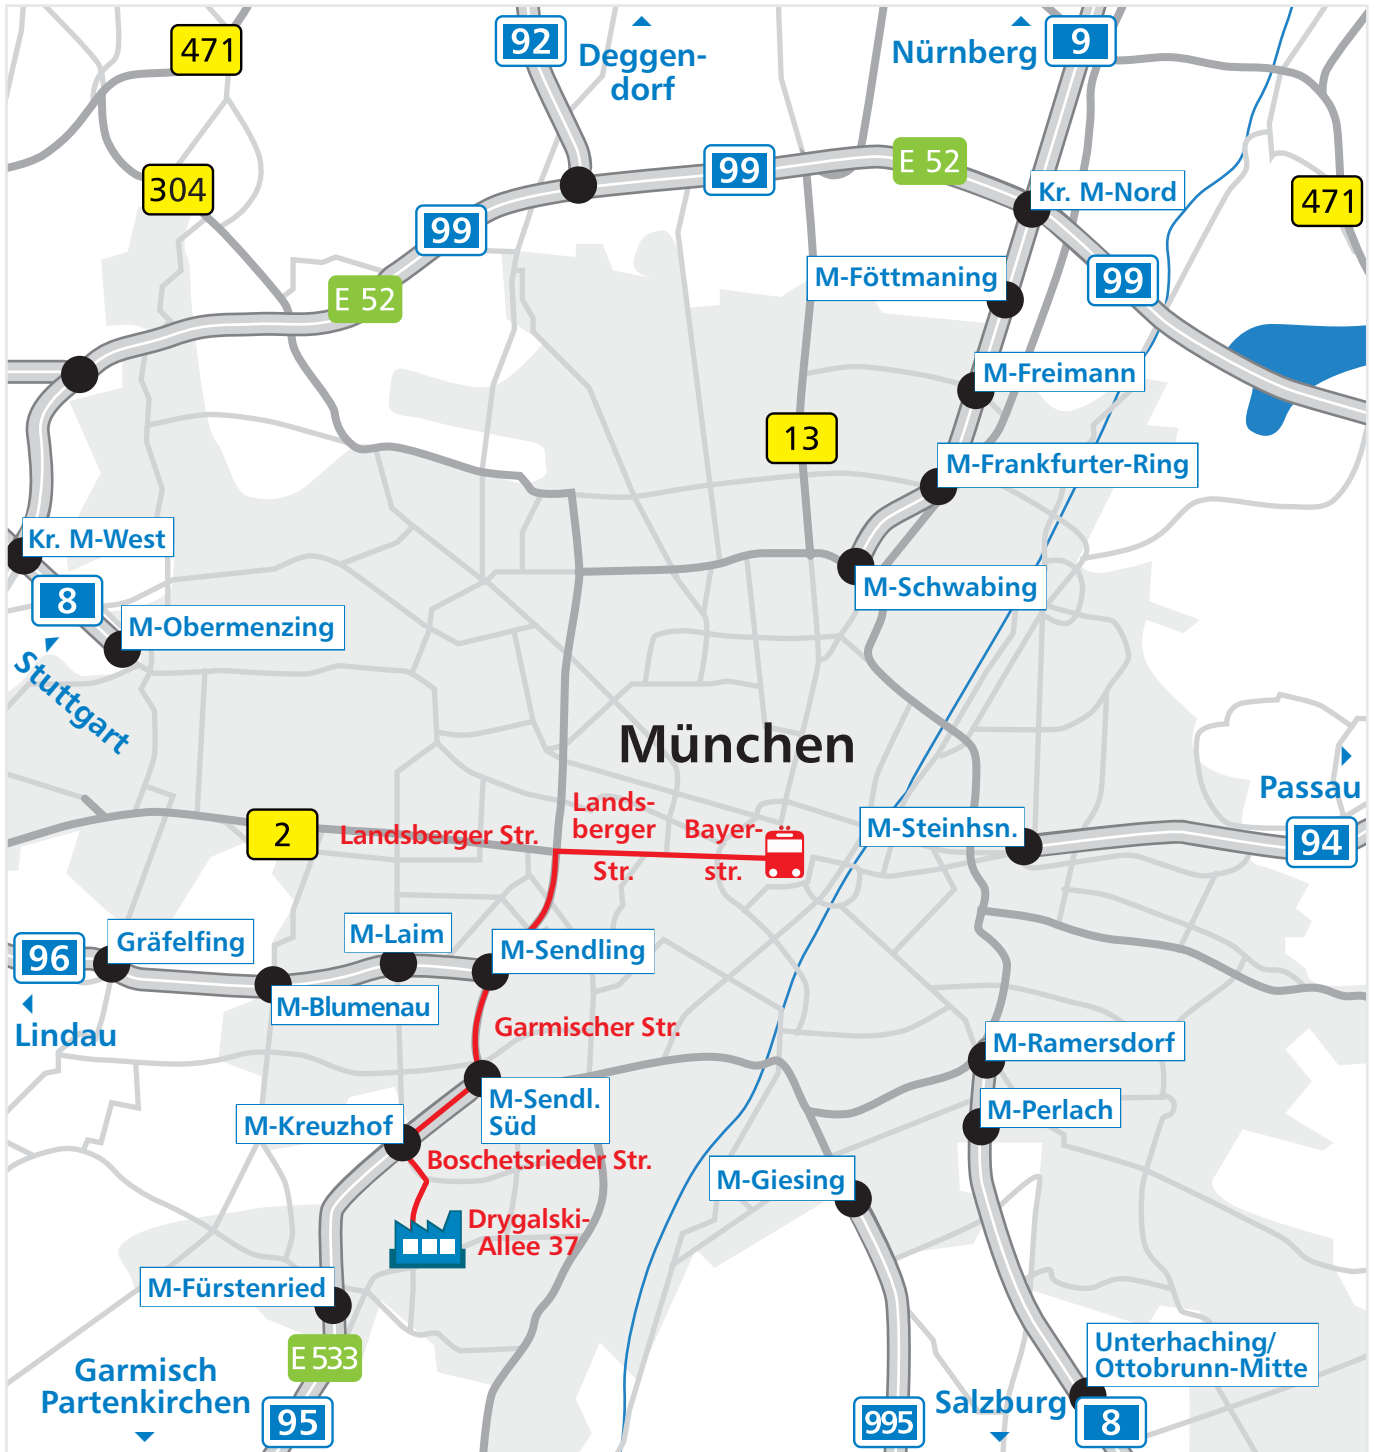 471
92
Deggen-
dorf
Nürnberg
9
304
99
E 52
Kr. M-Nord
471
99
M-Föttmaning
99
E 52
M-Freimann
13
M-Frankfurter-Ring
Kr. M-West
8
M-Schwabing
M-Obermenzing
Stuttgart
München
Passau
2
Landsberger Str.
Lands-
berger
Str.
Bayer-
str.
M-Steinhsn.
94
96
Gräfelfing
M-Laim
M-Sendling
M-Blumenau
Lindau
Garmischer Str.
M-Ramersdorf
M-Sendl.
Süd
M-Perlach
M-Kreuzhof
Boschetsrieder Str.
M-Giesing
Drygalski-
Allee 37
M-Fürstenried
E 533
Unterhaching/
Ottobrunn-Mitte
Garmisch
Partenkirchen
95
995
Salzburg
8